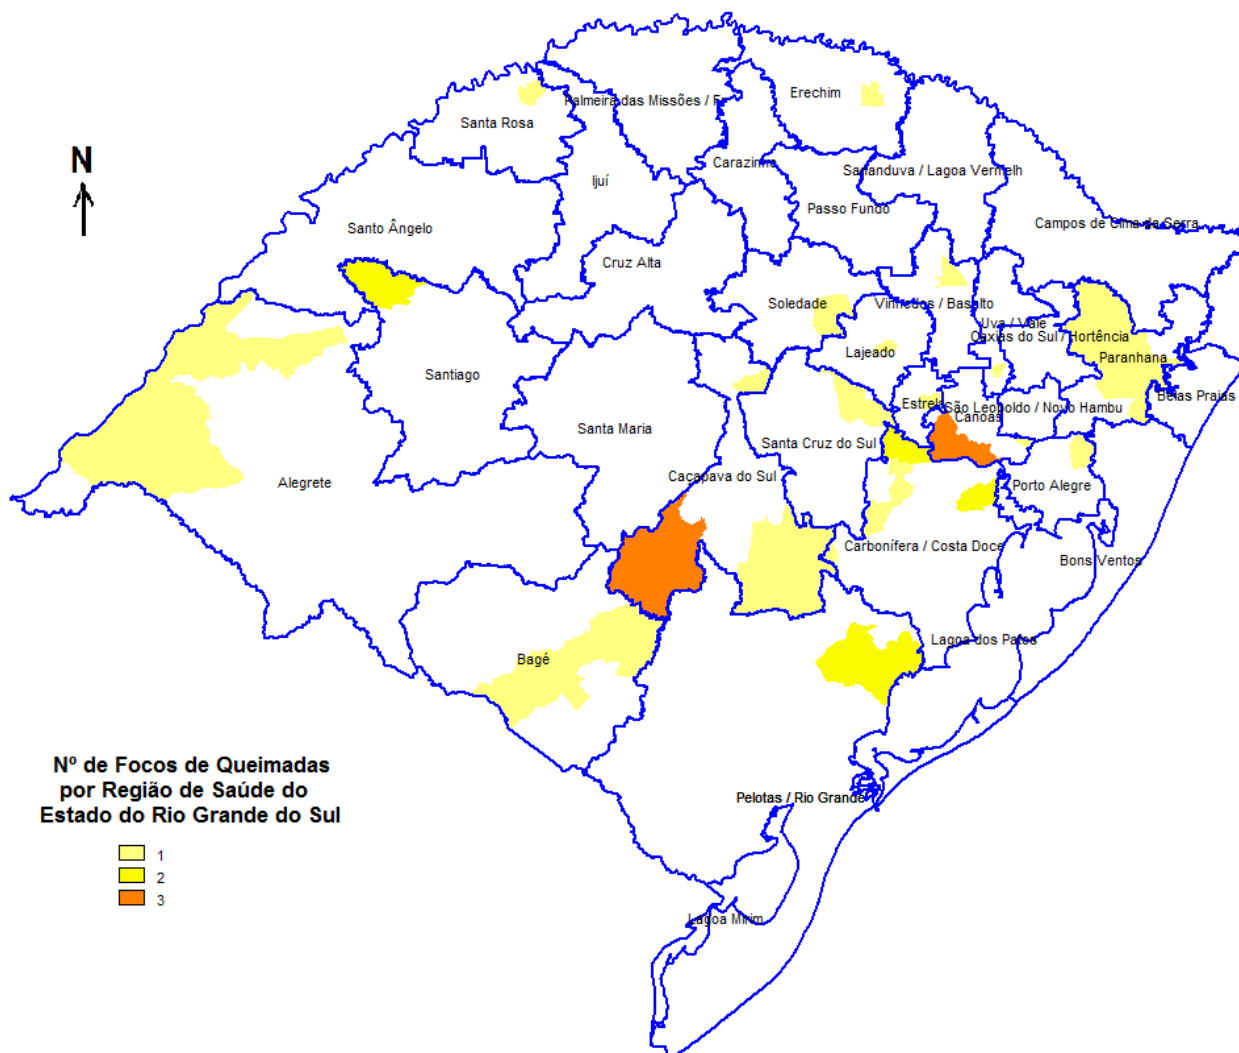 Erechim
Palmeira das Missões / Fr
Santa Rosa
N
Carazinho
Sananduva / Lagoa Vermelh
Ijuí
Passo Fundo
Campos de Cima da Serra
Santo Ângelo
Cruz Alta
Soledade
Vinhedos / Basalto
Uva / Vale
Caxias do Sul / Hortência
Lajeado
Paranhana
Santiago
Belas Praias
Estrela
São Leopoldo / Novo Hambu
Canoas
Santa Maria
Santa Cruz do Sul
Caçapava do Sul
Alegrete
Porto Alegre
Carbonífera / Costa Doce
Bons Ventos
Lagoa dos Patos
Bagé
Nº de Focos de Queimadas
por Região de Saúde do
Estado do Rio Grande do Sul
Pelotas / Rio Grande
1
2
3
Lagoa Mirim